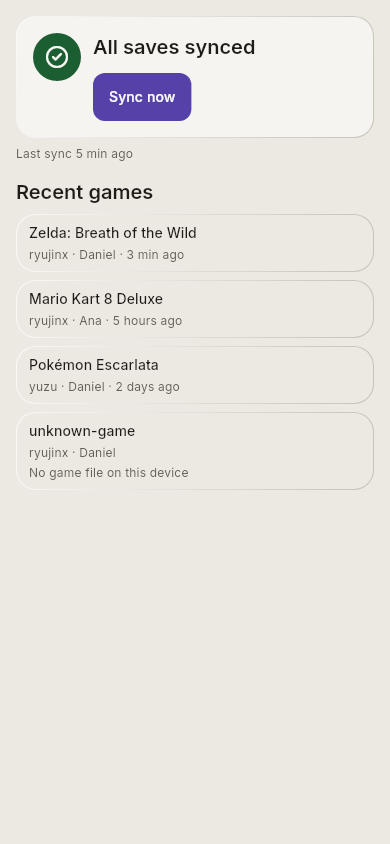 All saves synced
Sync now
Last sync 5 min ago
Recent games
Zelda: Breath of the Wild
ryujinx · Daniel · 3 min ago
Mario Kart 8 Deluxe
ryujinx · Ana · 5 hours ago
Pokémon Escarlata
yuzu · Daniel · 2 days ago
unknown-game
ryujinx · Daniel
No game file on this device